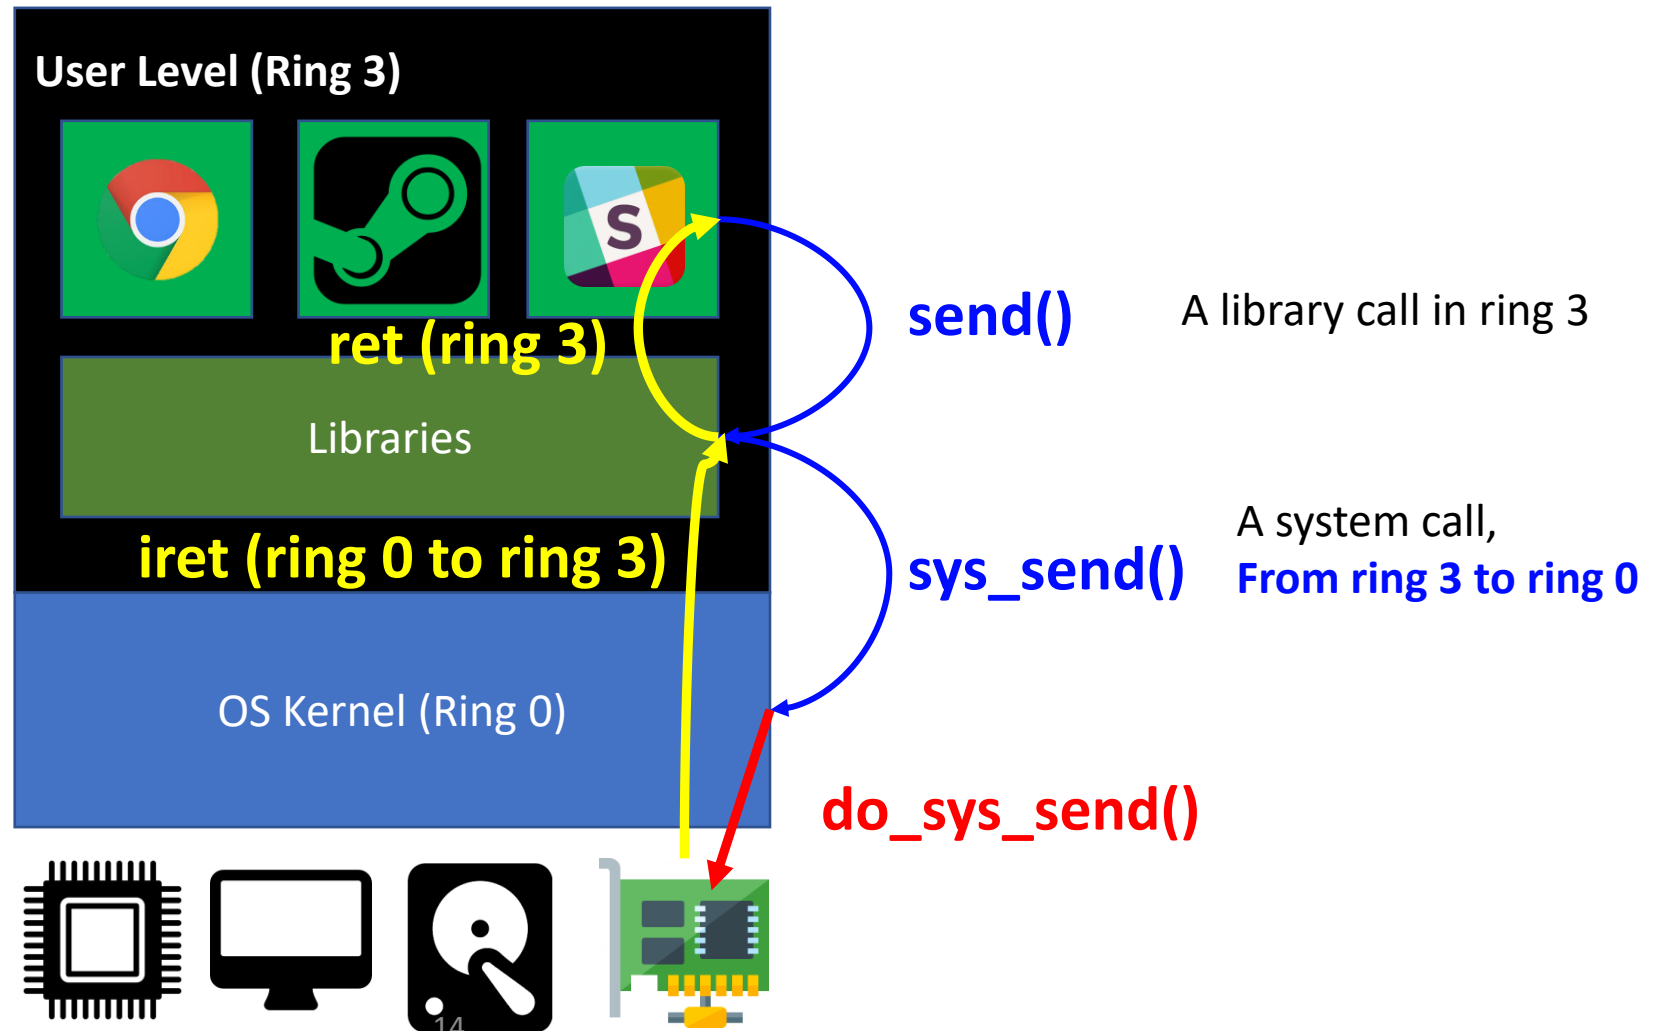 User Level (Ring 3)
S
send()
A library call in ring 3
ret (ring 3)
Libraries
A system call,
iret (ring 0 to ring 3)
sys_send()
From ring 3 to ring 0
OS Kernel (Ring 0)
do_sys_send()
14